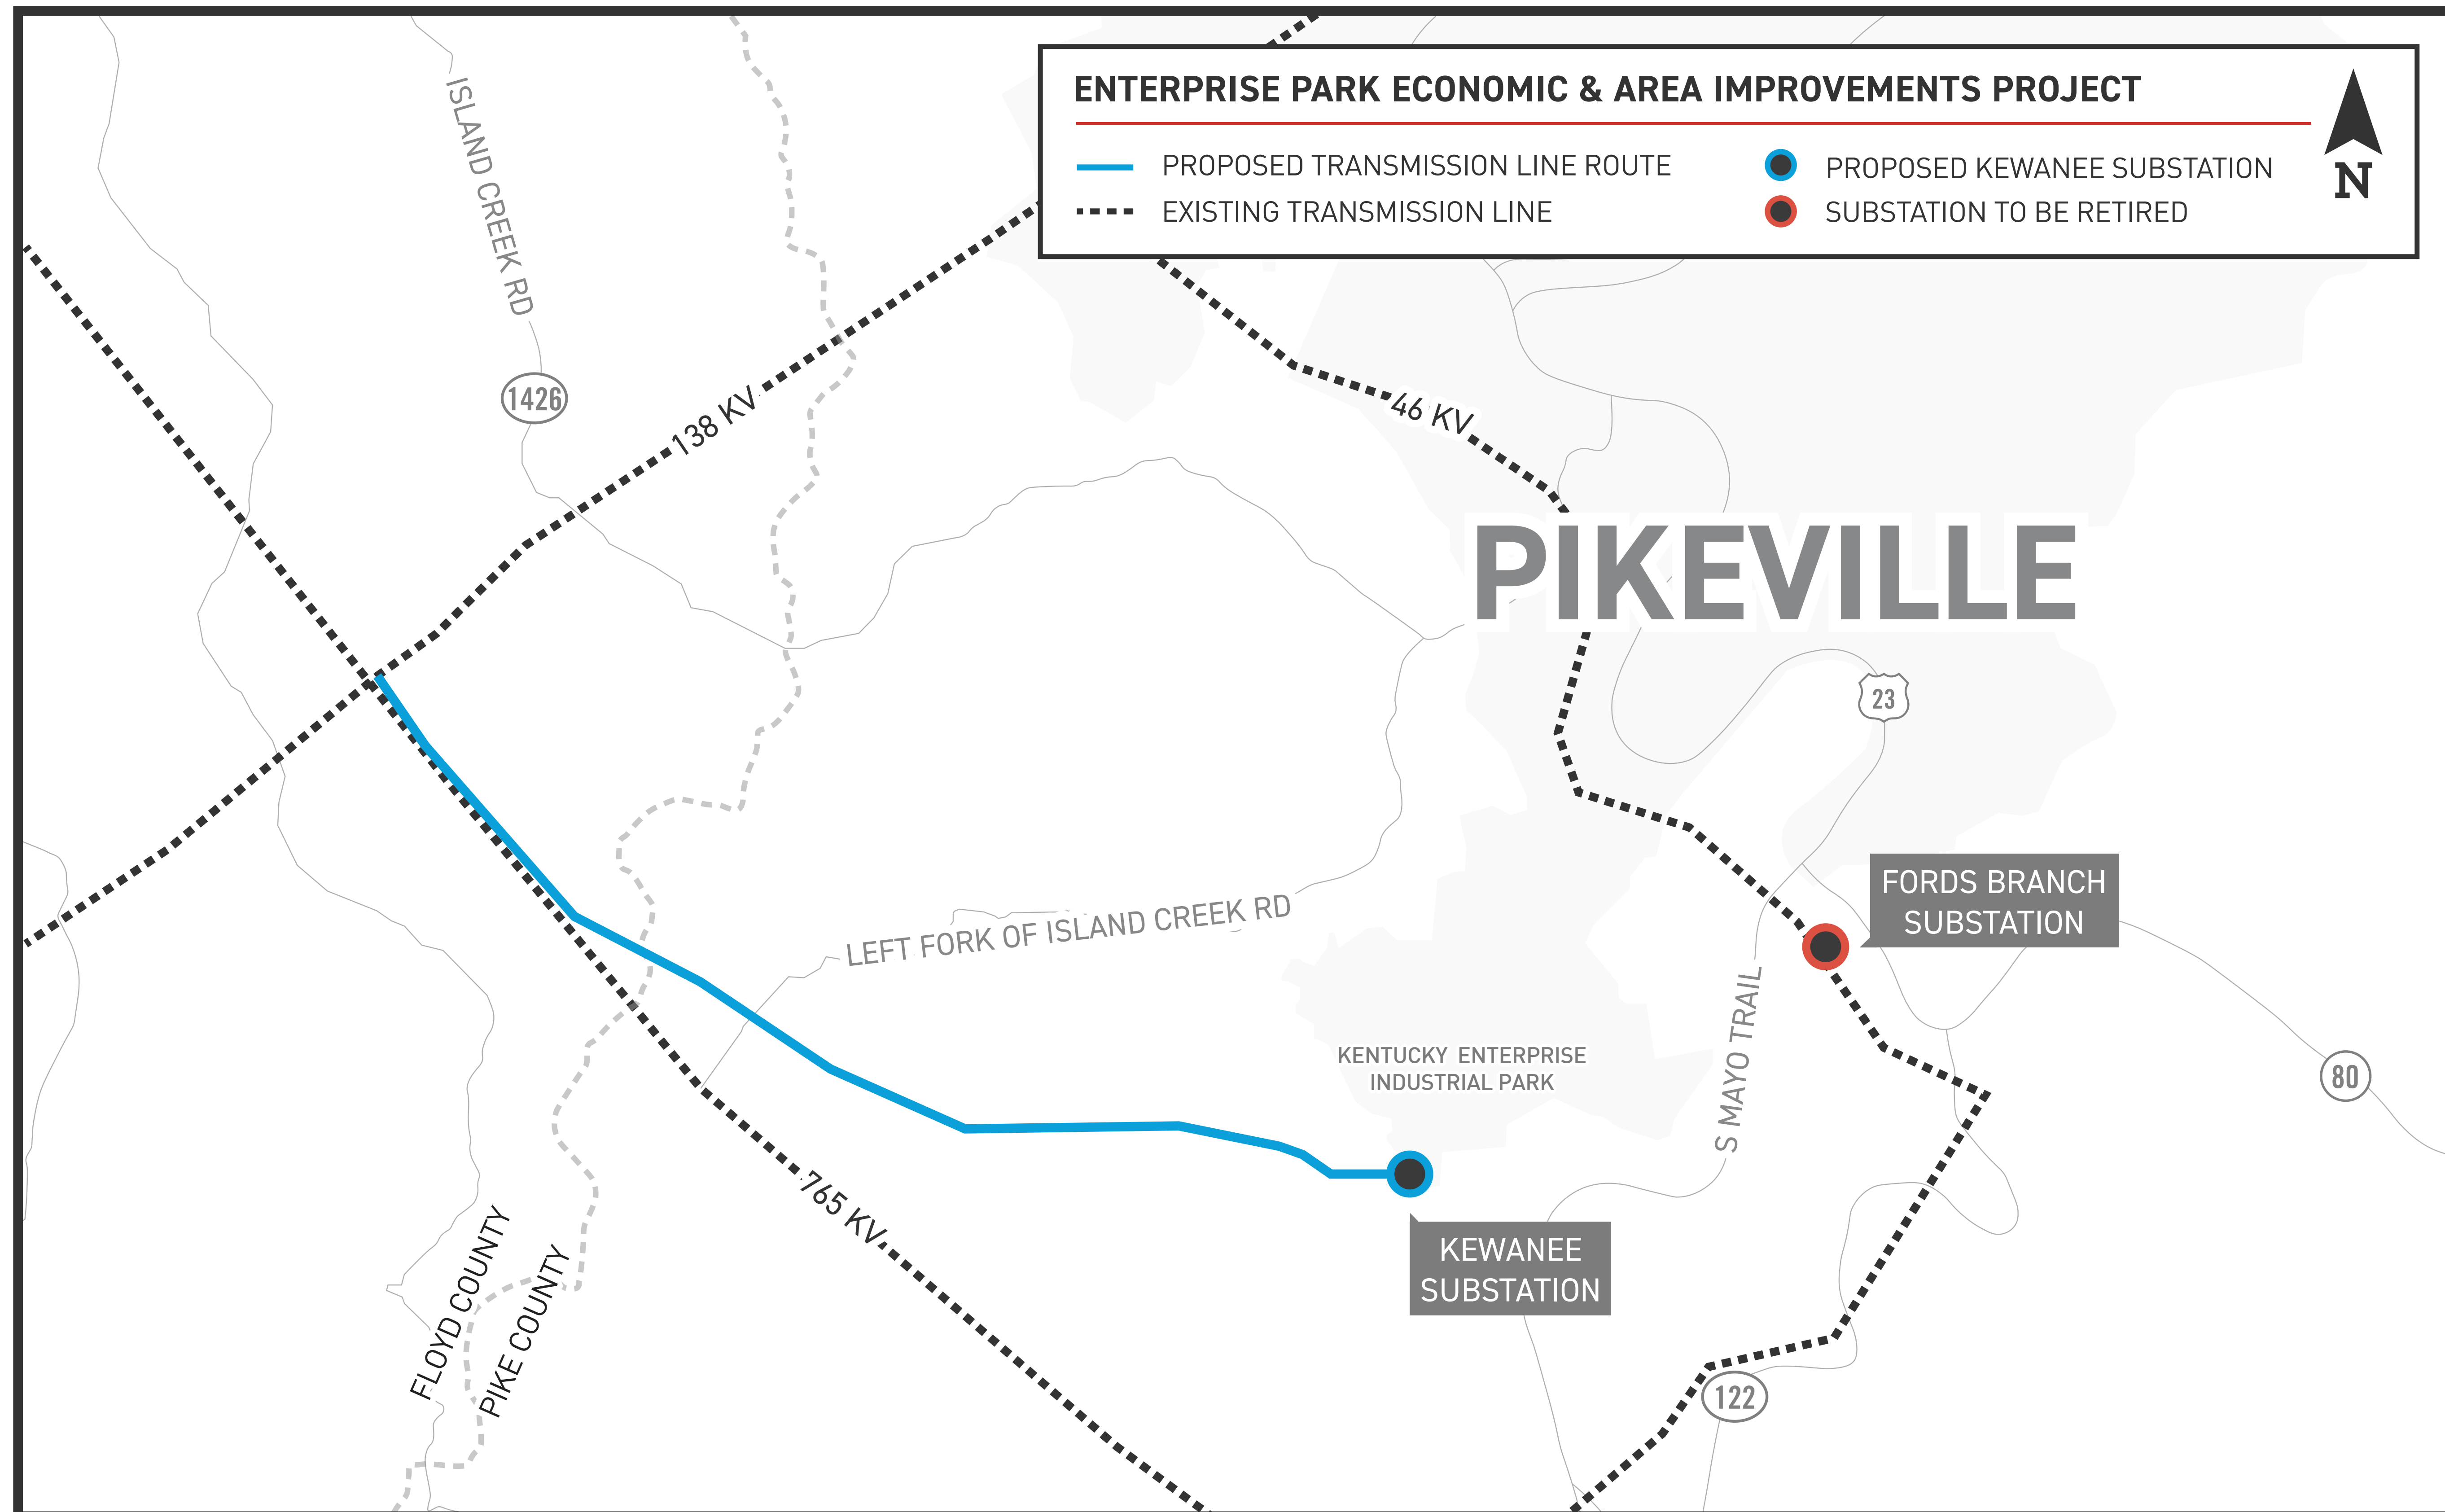 ENTERPRISE PARK ECONOMIC & AREA IMPROVEMENTS PROJECT
PROPOSED TRANSMISSION LINE ROUTE
EXISTING TRANSMISSION LINE
PROPOSED KEWANEE SUBSTATION
SUBSTATION TO BE RETIRED
N
ISLAND CREEK RD
1426
138 KV
46 KV
PIKEVILLE
23
FORDS BRANCH
SUBSTATION
LEFT FORK OF ISLAND CREEK RD
KENTUCKY ENTERPRISE
INDUSTRIAL PARK
S MAYO TRAIL
80
765 KV
KEWANEE
SUBSTATION
FLOYD COUNTY
PIKE COUNTY
122